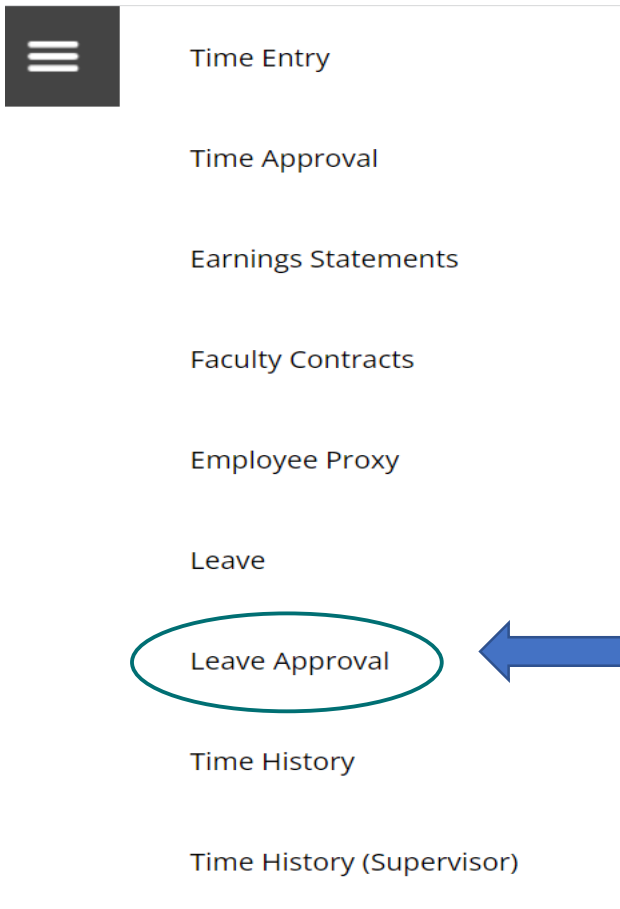 Time Entry
Time Approval
Earnings Statements
Faculty Contracts
Employee Proxy
Leave
Leave Approval
Time History
Time History (Supervisor)